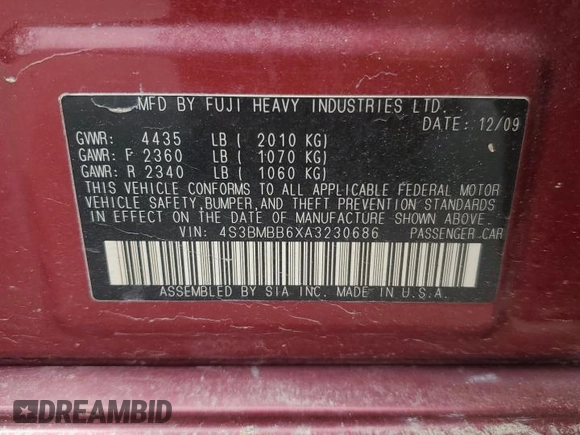 MFD BY FUJI HEAVY INDUSTRIES LTD.
DATE: 12/09
GVWR: 4435 LB ( 2010 KG)
GAWR: F 2360 LB ( 1070 KG)
GAWR: R 2340 LB ( 1060 KG)
THIS VEHICLE CONFORMS TO ALL APPLICABLE FEDERAL MOTOR
VEHICLE SAFETY, BUMPER, AND THEFT PREVENTION STANDARDS
IN EFFECT ON THE DATE OF MANUFACTURE SHOWN ABOVE.
VIN: 4S3BMBB6XA3230686 PASSENGER CAR
ASSEMBLED BY SIA INC. MADE IN U.S.A.
DREAMBID